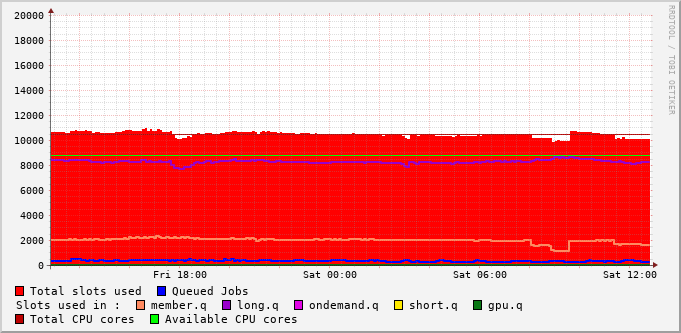 20000
18000
16000
14000
12000
10000
8000
6000
4000
2000
0
Fri 18:00 Sat 00:00 Sat 06:00 Sat 12:00
Total slots used Queued Jobs
Slots used in : member.q long.q ondemand.q short.q gpu.q
Total CPU cores Available CPU cores
RRDTOOL / TOBI OETIKER